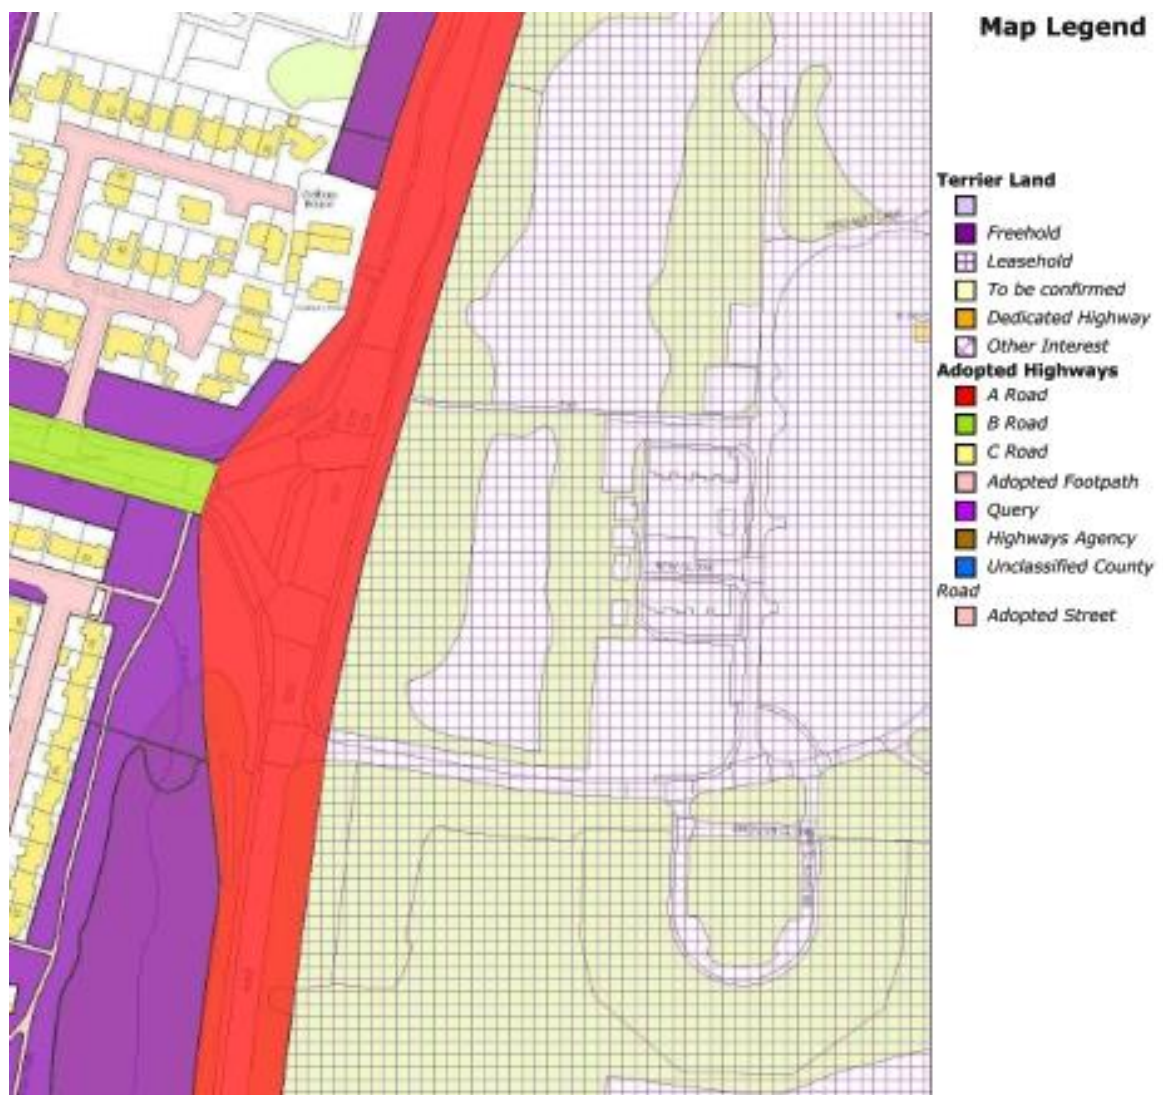 Map Legend
Terrier Land
Freehold
Leasehold
To be confirmed
Dedicated Highway
Other Interest
Adopted Highways
A Road
B Road
C Road
Adopted Footpath
Query
Highways Agency
Unclassified County
Road
Adopted Street